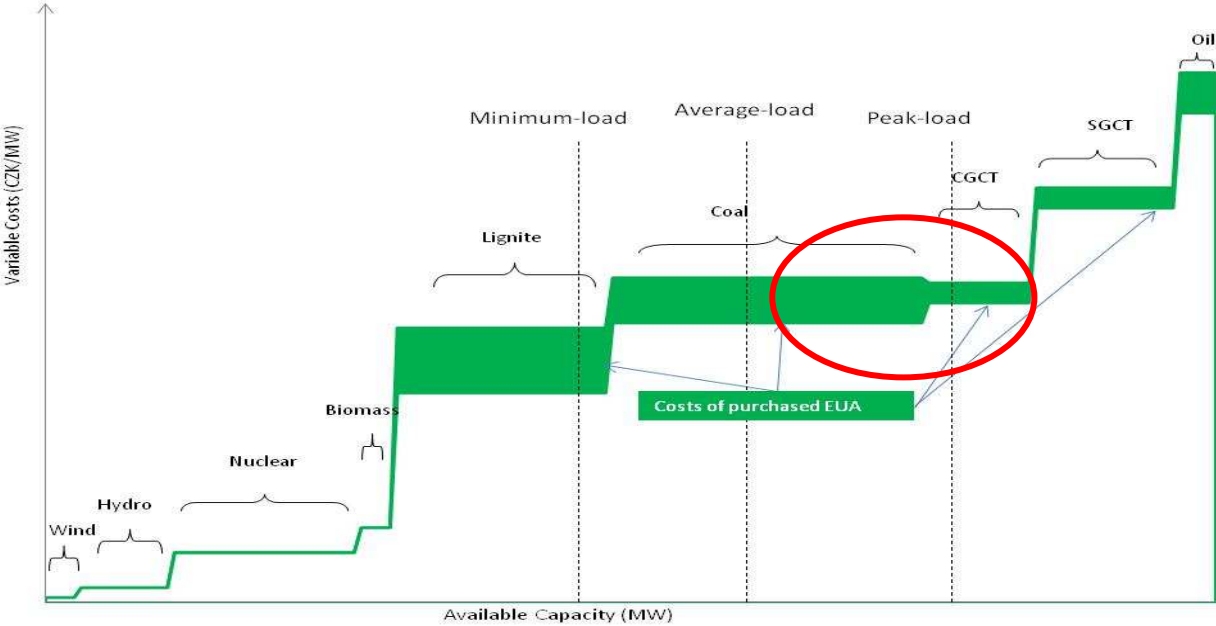 Oil
Minimum-load
Average-load
Peak-load
SGCT
CGCT
Coal
Lignite
Variable Costs (CZK/MW)
Biomass
Costs of purchased EUA
Nuclear
Hydro
Wind
Available Capacity (MW)